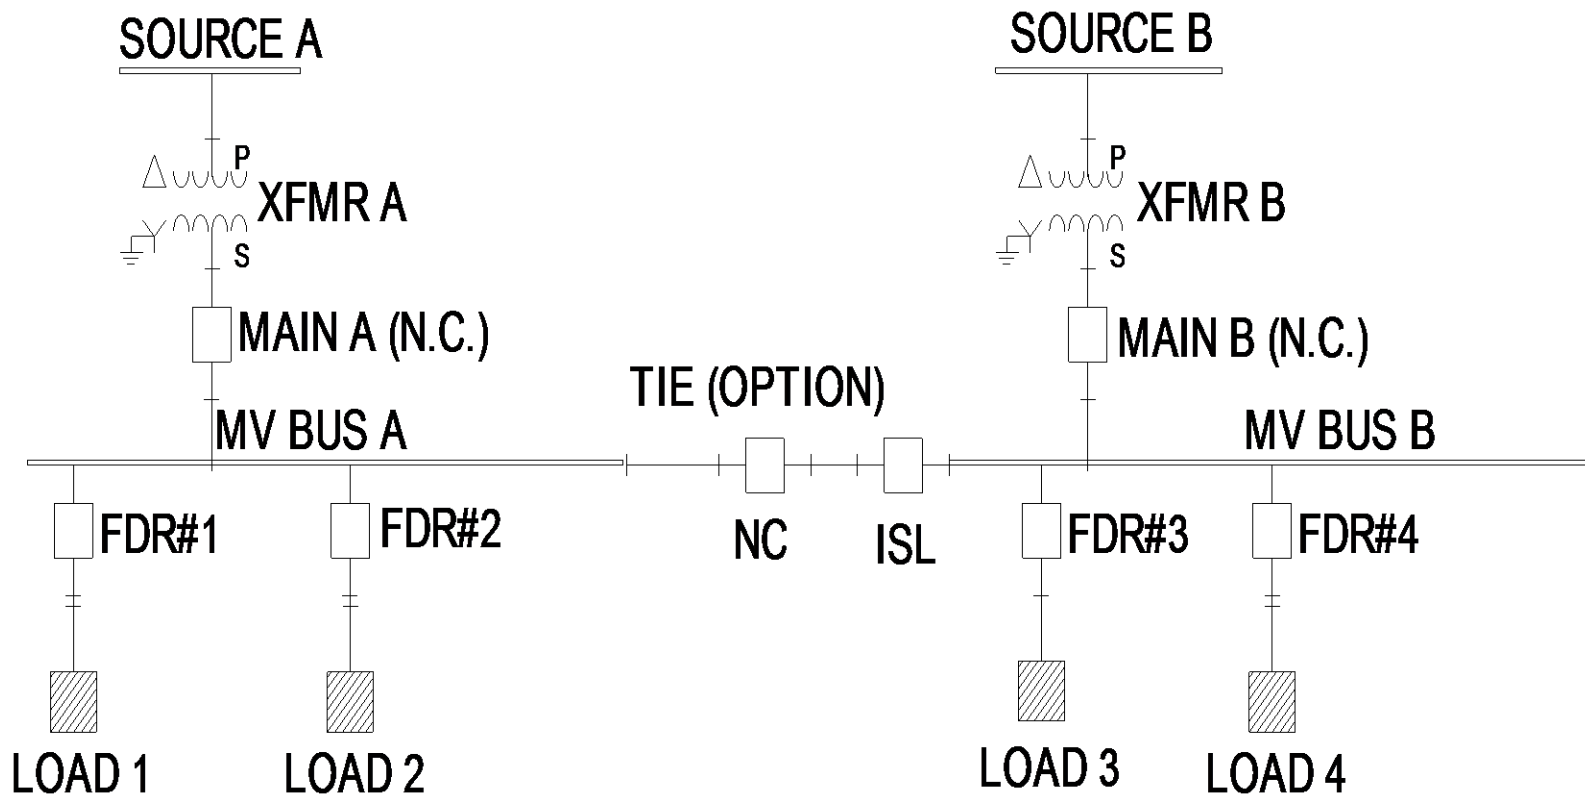 SOURCE A
SOURCE B
P
XFMR A
S
P
XFMR B
S
MAIN A (N.C.)
MAIN B (N.C.)
TIE (OPTION)
MV BUS A
MV BUS B
FDR#1
FDR#2
NC
ISL
FDR#3
FDR#4
LOAD 1
LOAD 2
LOAD 3
LOAD 4